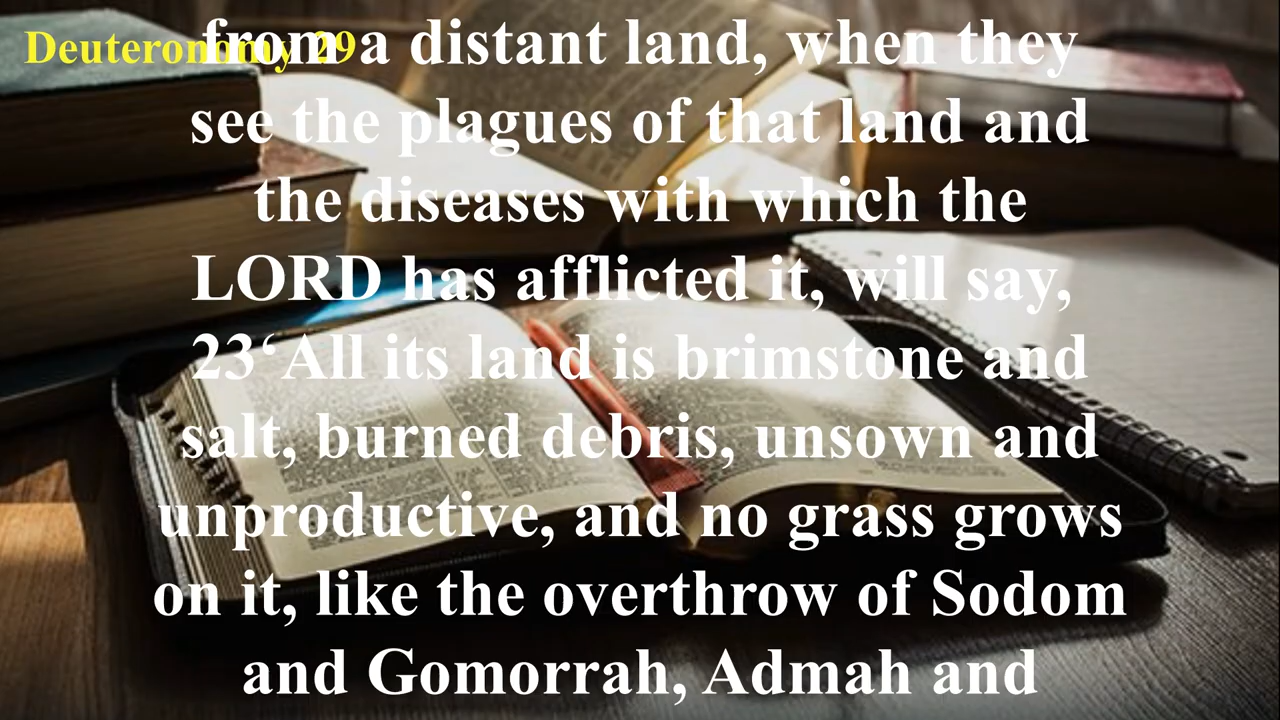 Deuteronomy 29
from a distant land, when they
see the plagues of that land and
the diseases with which the
LORD has afflicted it, will say,
23‘All its land is brimstone and
salt, burned debris, unsown and
unproductive, and no grass grows
on it, like the overthrow of Sodom
and Gomorrah, Admah and